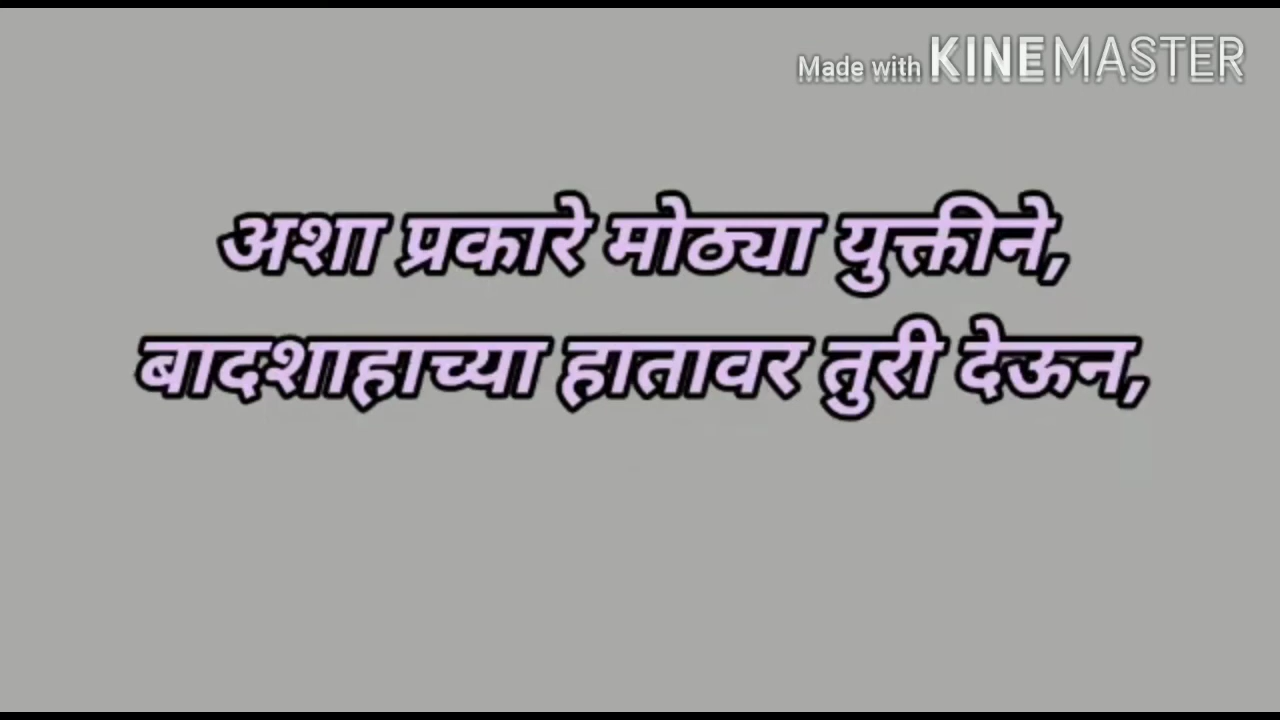 Made with KINEMASTER
अशा प्रकारे मोठ्या युक्तीने,
बादशाहाच्या हातावर तुरी देऊन,